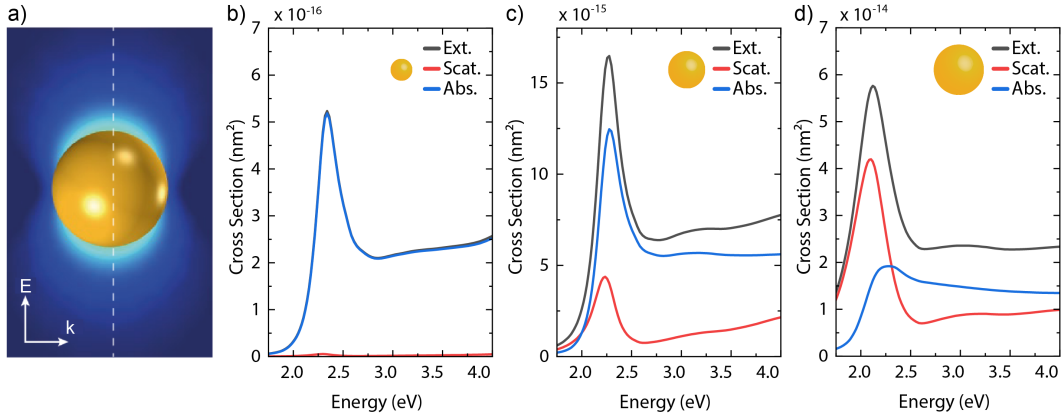 a)
E
k
b)
x 10⁻¹⁶
Cross Section (nm²)
7
6
5
4
3
2
1
0
Ext.
Scat.
Abs.
2.0 2.5 3.0 3.5 4.0
Energy (eV)
c)
x 10⁻¹⁵
Cross Section (nm²)
15
12.5
7.5
5
0
Ext.
Scat.
Abs.
2.0 2.5 3.0 3.5 4.0
Energy (eV)
d)
x 10⁻¹⁴
Cross Section (nm²)
7
6
5
4
3
2
1
0
Ext.
Scat.
Abs.
2.0 2.5 3.0 3.5 4.0
Energy (eV)